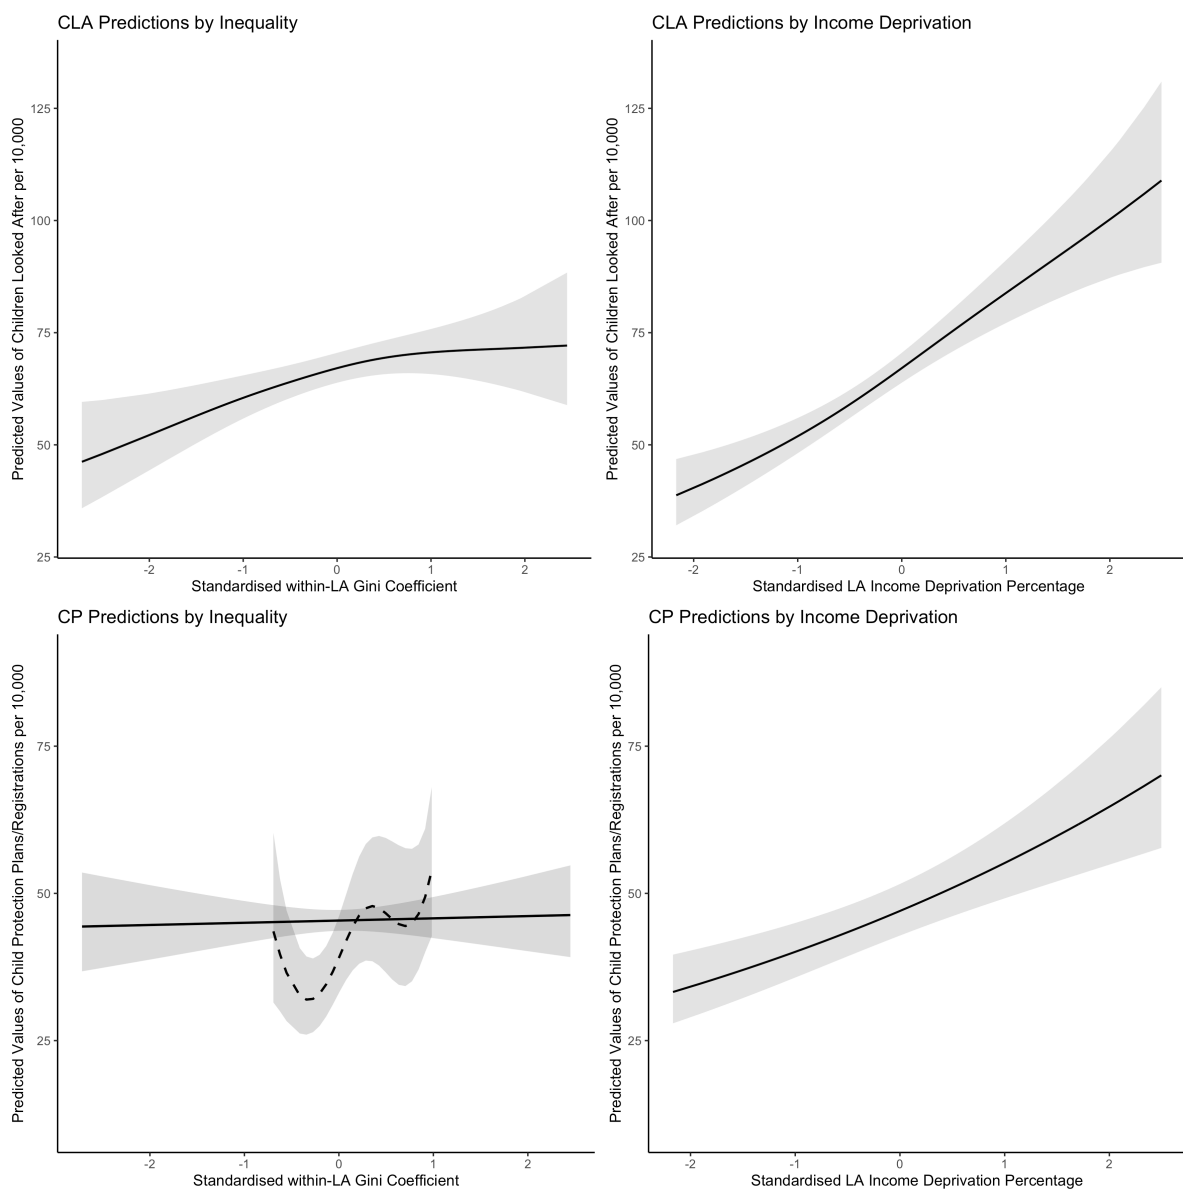 CLA Predictions by Inequality
Predicted Values of Children Looked After per 10,000
125
100
75
50
25
-2 -1 0 1 2
Standardised within-LA Gini Coefficient
CLA Predictions by Income Deprivation
Predicted Values of Children Looked After per 10,000
125
100
75
50
25
-2 -1 0 1 2
Standardised LA Income Deprivation Percentage
CP Predictions by Inequality
Predicted Values of Child Protection Plans/Registrations per 10,000
75
50
25
-2 -1 0 1 2
Standardised within-LA Gini Coefficient
CP Predictions by Income Deprivation
Predicted Values of Child Protection Plans/Registrations per 10,000
75
50
25
-2 -1 0 1 2
Standardised LA Income Deprivation Percentage